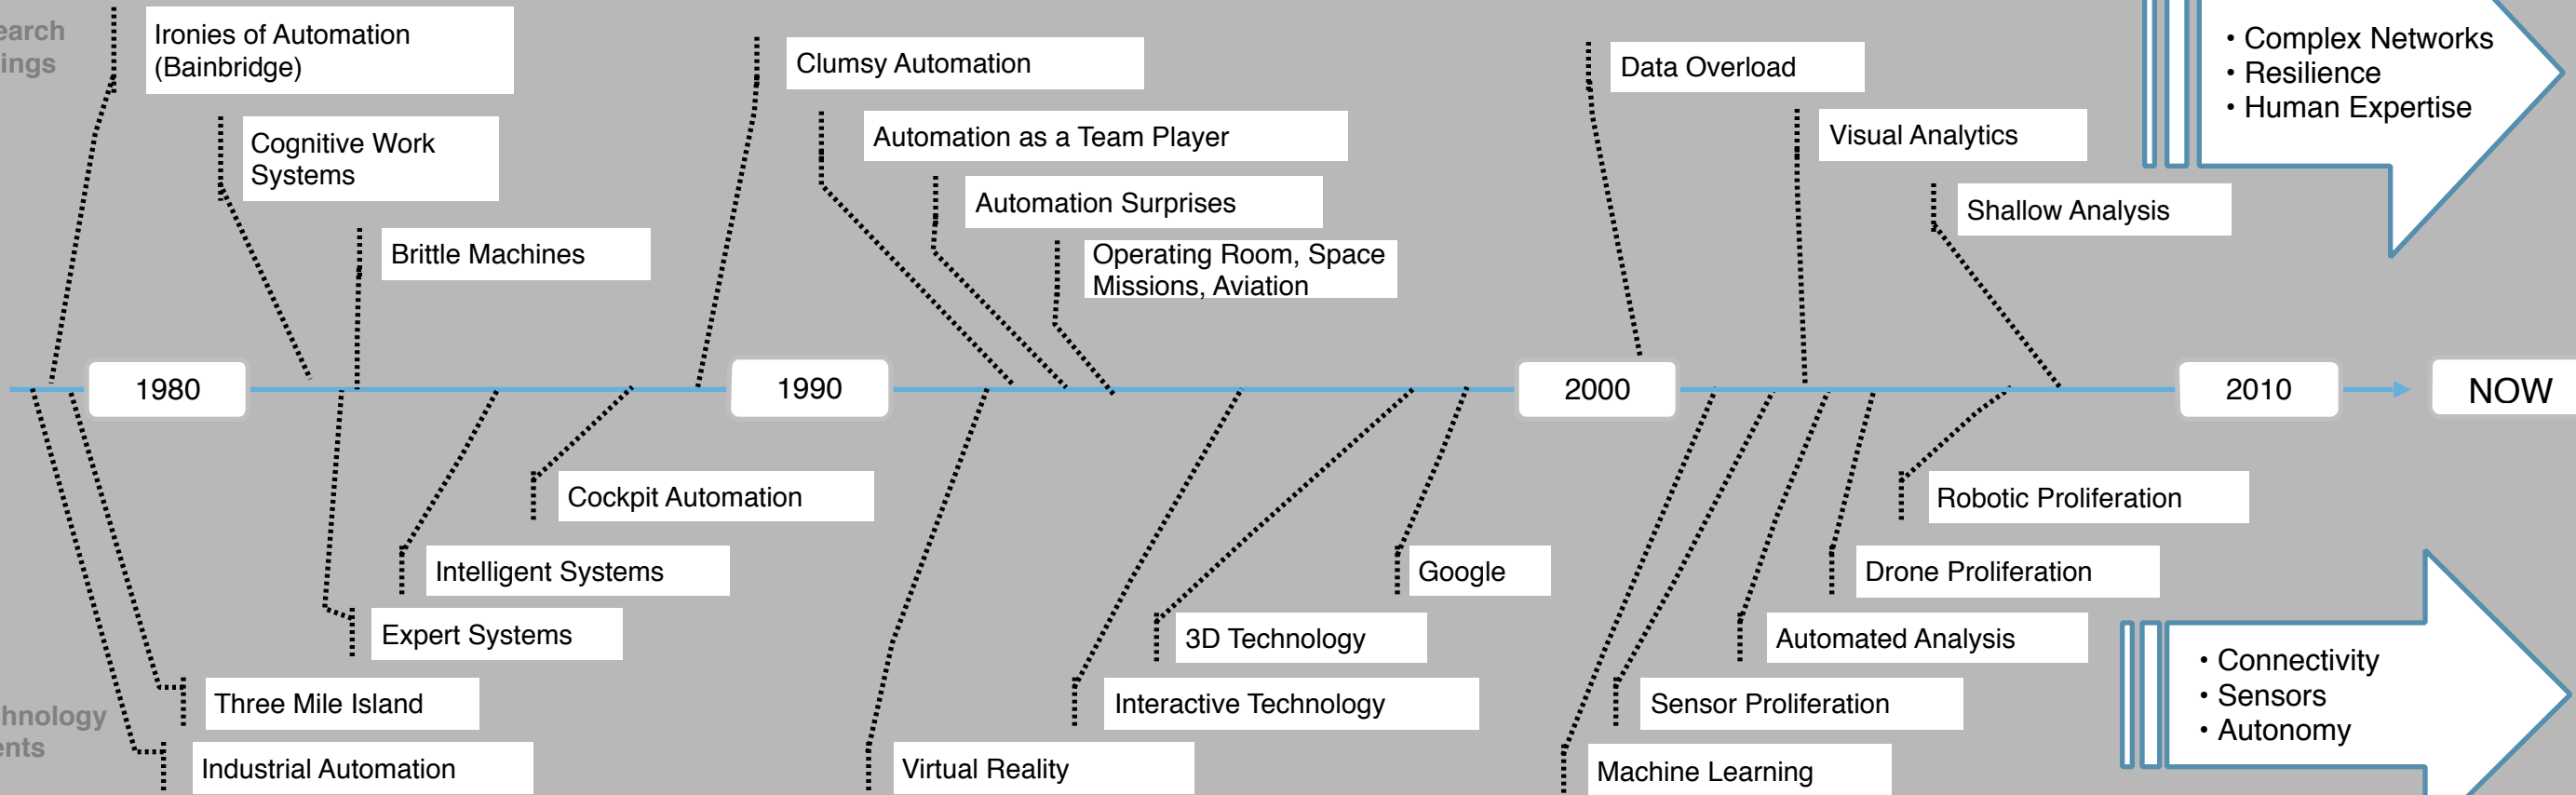 earch
ings
Ironies of Automation
(Bainbridge)
Cognitive Work
Systems
Brittle Machines
Clumsy Automation
Automation as a Team Player
Automation Surprises
Operating Room, Space
Missions, Aviation
Data Overload
Visual Analytics
Shallow Analysis
• Complex Networks
• Resilience
• Human Expertise
1980
1990
2000
2010
NOW
Cockpit Automation
Intelligent Systems
Expert Systems
Three Mile Island
Industrial Automation
Google
3D Technology
Interactive Technology
Virtual Reality
Robotic Proliferation
Drone Proliferation
Automated Analysis
Sensor Proliferation
Machine Learning
• Connectivity
• Sensors
• Autonomy
hnology
ents